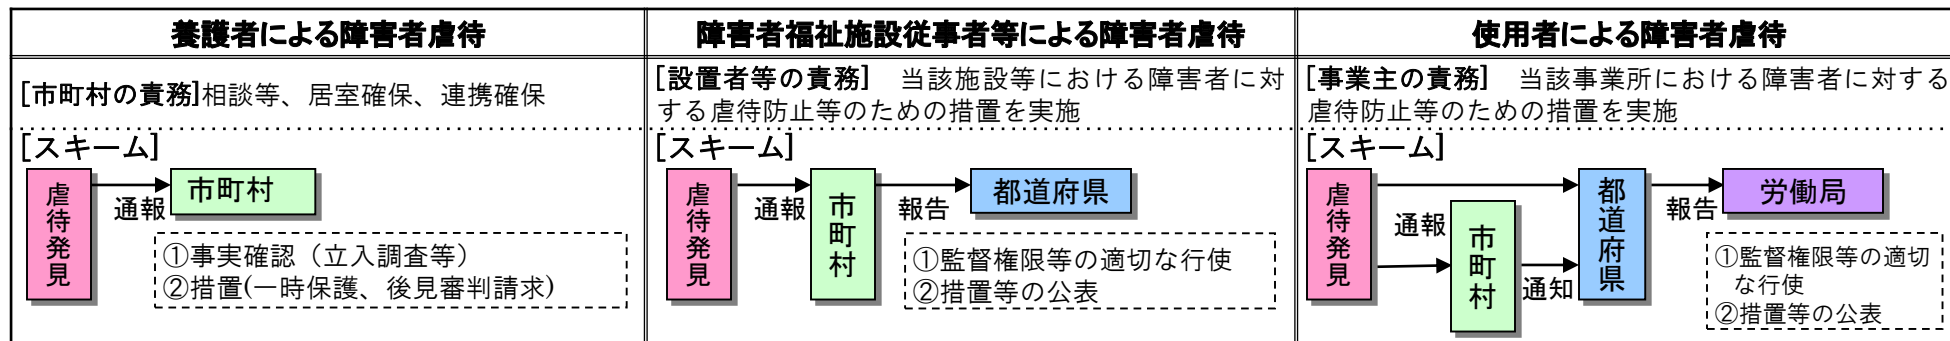 養護者による障害者虐待
[市町村の責務]相談等、居室確保、連携確保
[スキーム]
虐待発見
通報
市町村
①事実確認（立入調査等）
②措置(一時保護、後見審判請求)
障害者福祉施設従事者等による障害者虐待
[設置者等の責務]　当該施設等における障害者に対
する虐待防止等のための措置を実施
[スキーム]
虐待発見
通報
市町村
報告
都道府県
①監督権限等の適切な行使
②措置等の公表
使用者による障害者虐待
[事業主の責務]　当該事業所における障害者に対する
虐待防止等のための措置を実施
[スキーム]
虐待発見
通報
市町村
通知
都道府県
報告
労働局
①監督権限等の適切
な行使
②措置等の公表